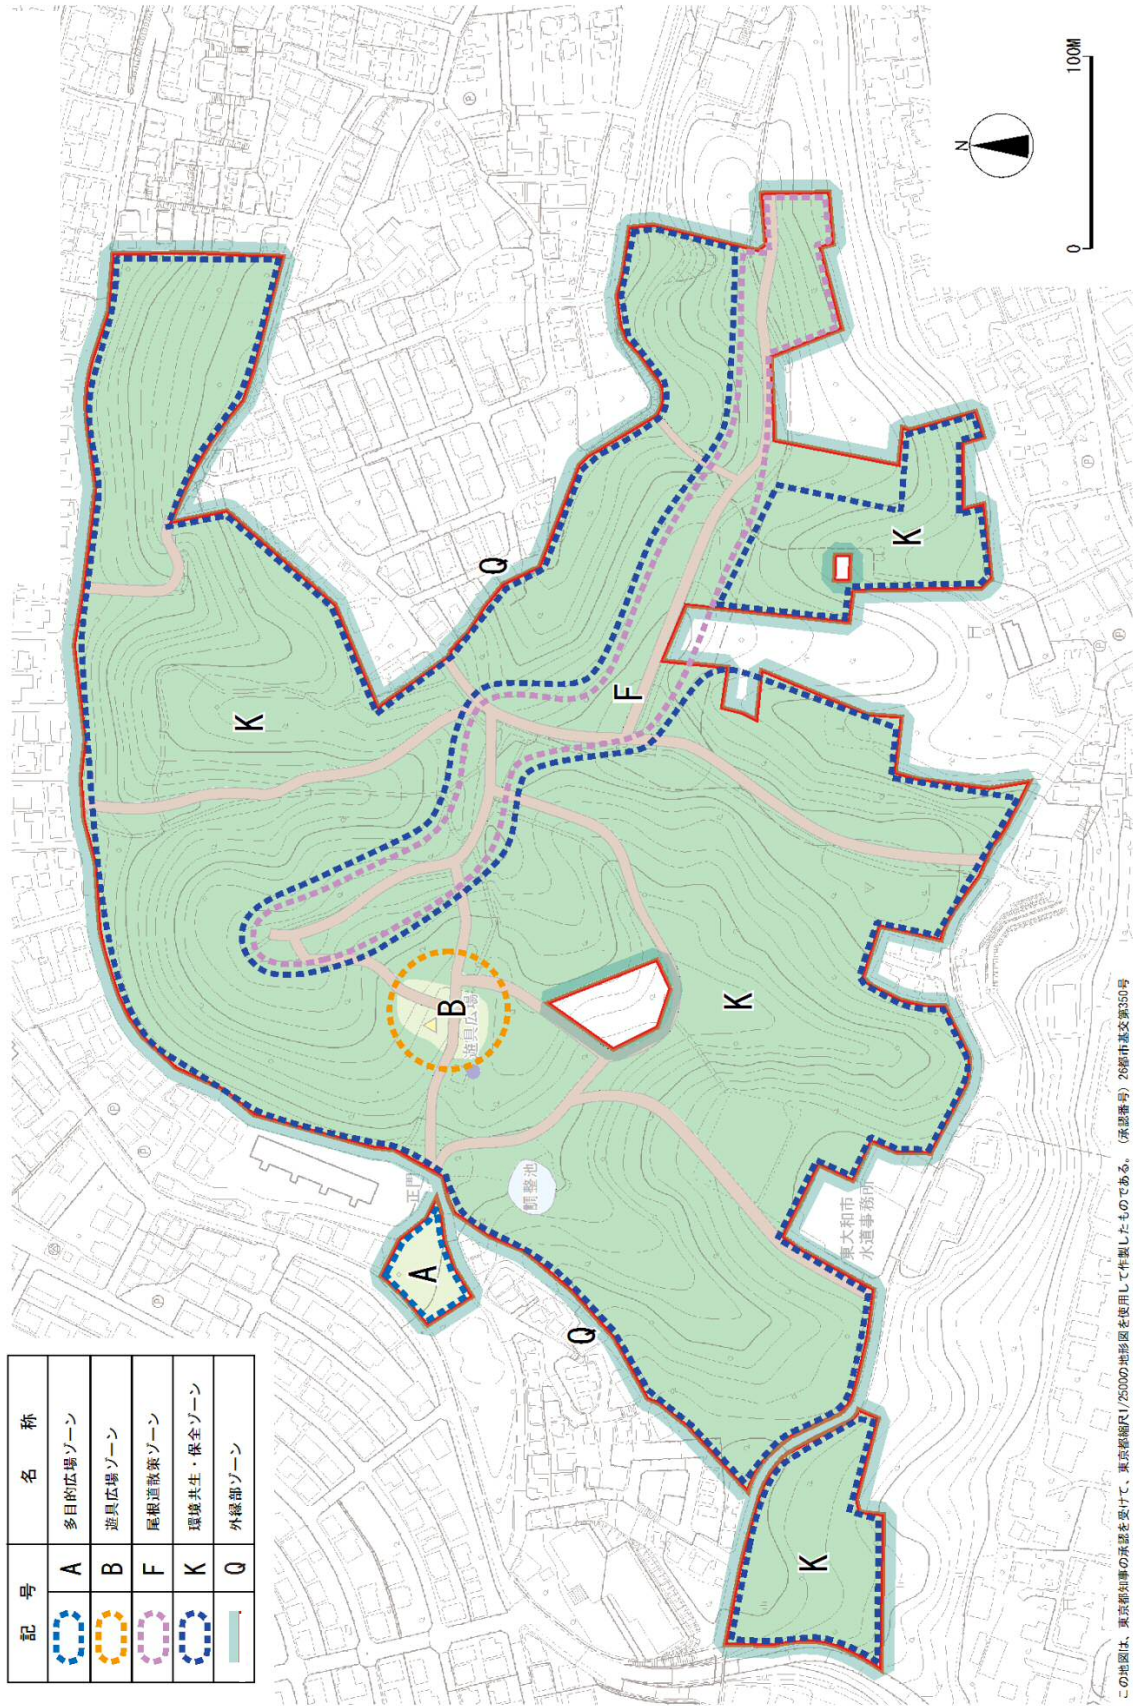 記 号 名 称
A 多目的広場ゾーン
B 遊具広場ゾーン
F 尾根道散策ゾーン
K 環境共生・保全ゾーン
Q 外縁部ゾーン
A
正門
B
遊具広場
調整池
K
Q
Q
F
K
K
K
東大和市
水道事務所
N
0 100M
この地図は、東京都知事の承認を受けて、東京都縮尺1/2500の地形図を使用して作製したものである。 (承認番号) 26都市基交第350号